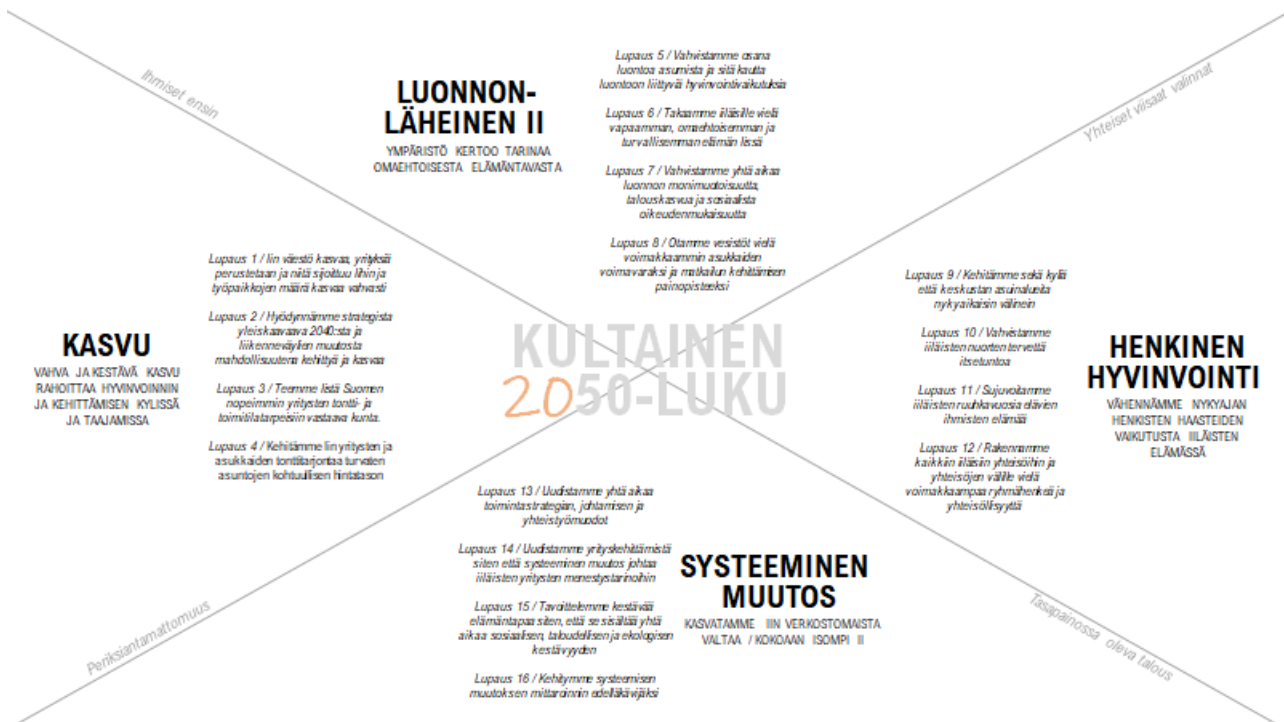 Ihmiset ensin
LUONNON-
LÄHEINEN II
YMPÄRISTÖ KERTOO TARINAA
OMAEHTOISESTA ELÄMÄNTAVASTA
Lupaus 5 / Vahvistamme osana
luontoa asumista ja sitä kautta
luontoon liittyviä hyvinvointivaikutuksia
Lupaus 6 / Takaamme iiläisille vielä
vapaamman, omaehtoisemman ja
turvallisemman elämän Iissä
Lupaus 7 / Vahvistamme yhtä aikaa
luonnon monimuotoisuutta,
talouskasvua ja sosiaalista
oikeudenmukaisuutta
Lupaus 8 / Otamme vesistöt vielä
voimakkaammin asukkaiden
voimavaraksi ja matkailun kehittämisen
painopisteeksi
Yhteiset viisaat valinnat
KASVU
VAHVA JA KESTÄVÄ KASVU
RAHOITTAA HYVINVOINNIN
JA KEHITTÄMISEN KYLISSÄ
JA TAAJAMISSA
Lupaus 1 / Iin väestö kasvaa, yrityksiä
perustetaan ja niitä sijoittuu Iihin ja
työpaikkojen määrä kasvaa vahvasti
Lupaus 2 / Hyödynnämme strategista
yleiskaavaava 2040:sta ja
liikenneväylien muutosta
mahdollisuutena kehittyä ja kasvaa
Lupaus 3 / Teemme Iistä Suomen
nopeimmin yritysten tontti- ja
toimitilatarpeisiin vastaava kunta.
Lupaus 4 / Kehitämme Iin yritysten ja
asukkaiden tonttitarjontaa turvaten
asuntojen kohtuullisen hintatason
KULTAINEN
2050-LUKU
Lupaus 9 / Kehitämme sekä kyliä
että keskustan asuinalueita
nykyaikaisin välinein
Lupaus 10 / Vahvistamme
iiläisten nuorten tervettä
itsetuntoa
Lupaus 11 / Sujuvoitamme
iiläisten ruuhkavuosia elävien
ihmisten elämää
Lupaus 12 / Rakennamme
kaikkiin iiläisiin yhteisöihin ja
yhteisöjen välille vielä
voimakkaampaa ryhmähenkeä ja
yhteisöllisyyttä
HENKINEN
HYVINVOINTI
VÄHENNÄMME NYKYAJAN
HENKISTEN HAASTEIDEN
VAIKUTUSTA IILÄISTEN
ELÄMÄSSÄ
Lupaus 13 / Uudistamme yhtä aikaa
toimintastrategian, johtamisen ja
yhteistyömuodot
Lupaus 14 / Uudistamme yrityskehittämistä
siten että systeeminen muutos johtaa
iiläisten yritysten menestystarinoihin
Lupaus 15 / Tavoittelemme kestävää
elämäntapaa siten, että se sisältää yhtä
aikaa sosiaalisen, taloudellisen ja ekologisen
kestävyyden
Lupaus 16 / Kehitymme systeemisen
muutoksen mittaroinnin edelläkävijäksi
SYSTEEMINEN
MUUTOS
KASVATAMME IIN VERKOSTOMAISTA
VALTAA / KOKOAAN ISOMPI II
Periksiantamattomuus
Tasapainossa oleva talous